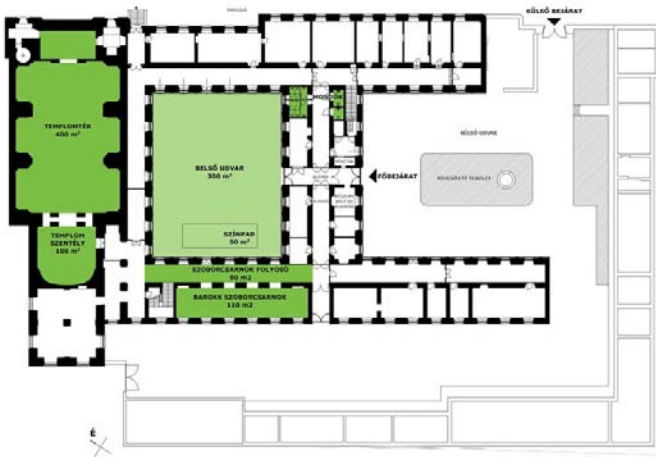 KÜLSŐ BEJÁRAT
MOSDÓK
TEMPLOMTÉR
400 m²
KÜLSŐ UDVAR
BELSŐ UDVAR
300 m²
FŐBEJÁRAT
SZÍNPAD
50 m²
TEMPLOM
SZENTÉLY
100 m²
SZOBORCSARNOK FOLYOSÓ
80 m2
BAROKK SZOBORCSARNOK
110 m2
É